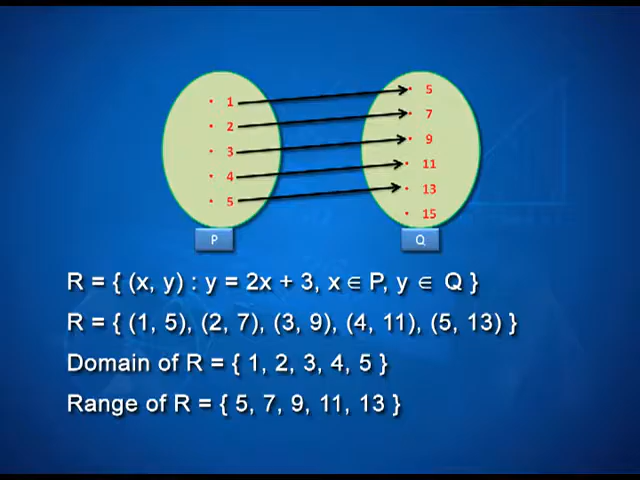 1
2
3
4
5
5
7
9
11
13
15
P
Q
R = { (x, y) : y = 2x + 3, x ∈ P, y ∈ Q }
R = { (1, 5), (2, 7), (3, 9), (4, 11), (5, 13) }
Domain of R = { 1, 2, 3, 4, 5 }
Range of R = { 5, 7, 9, 11, 13 }